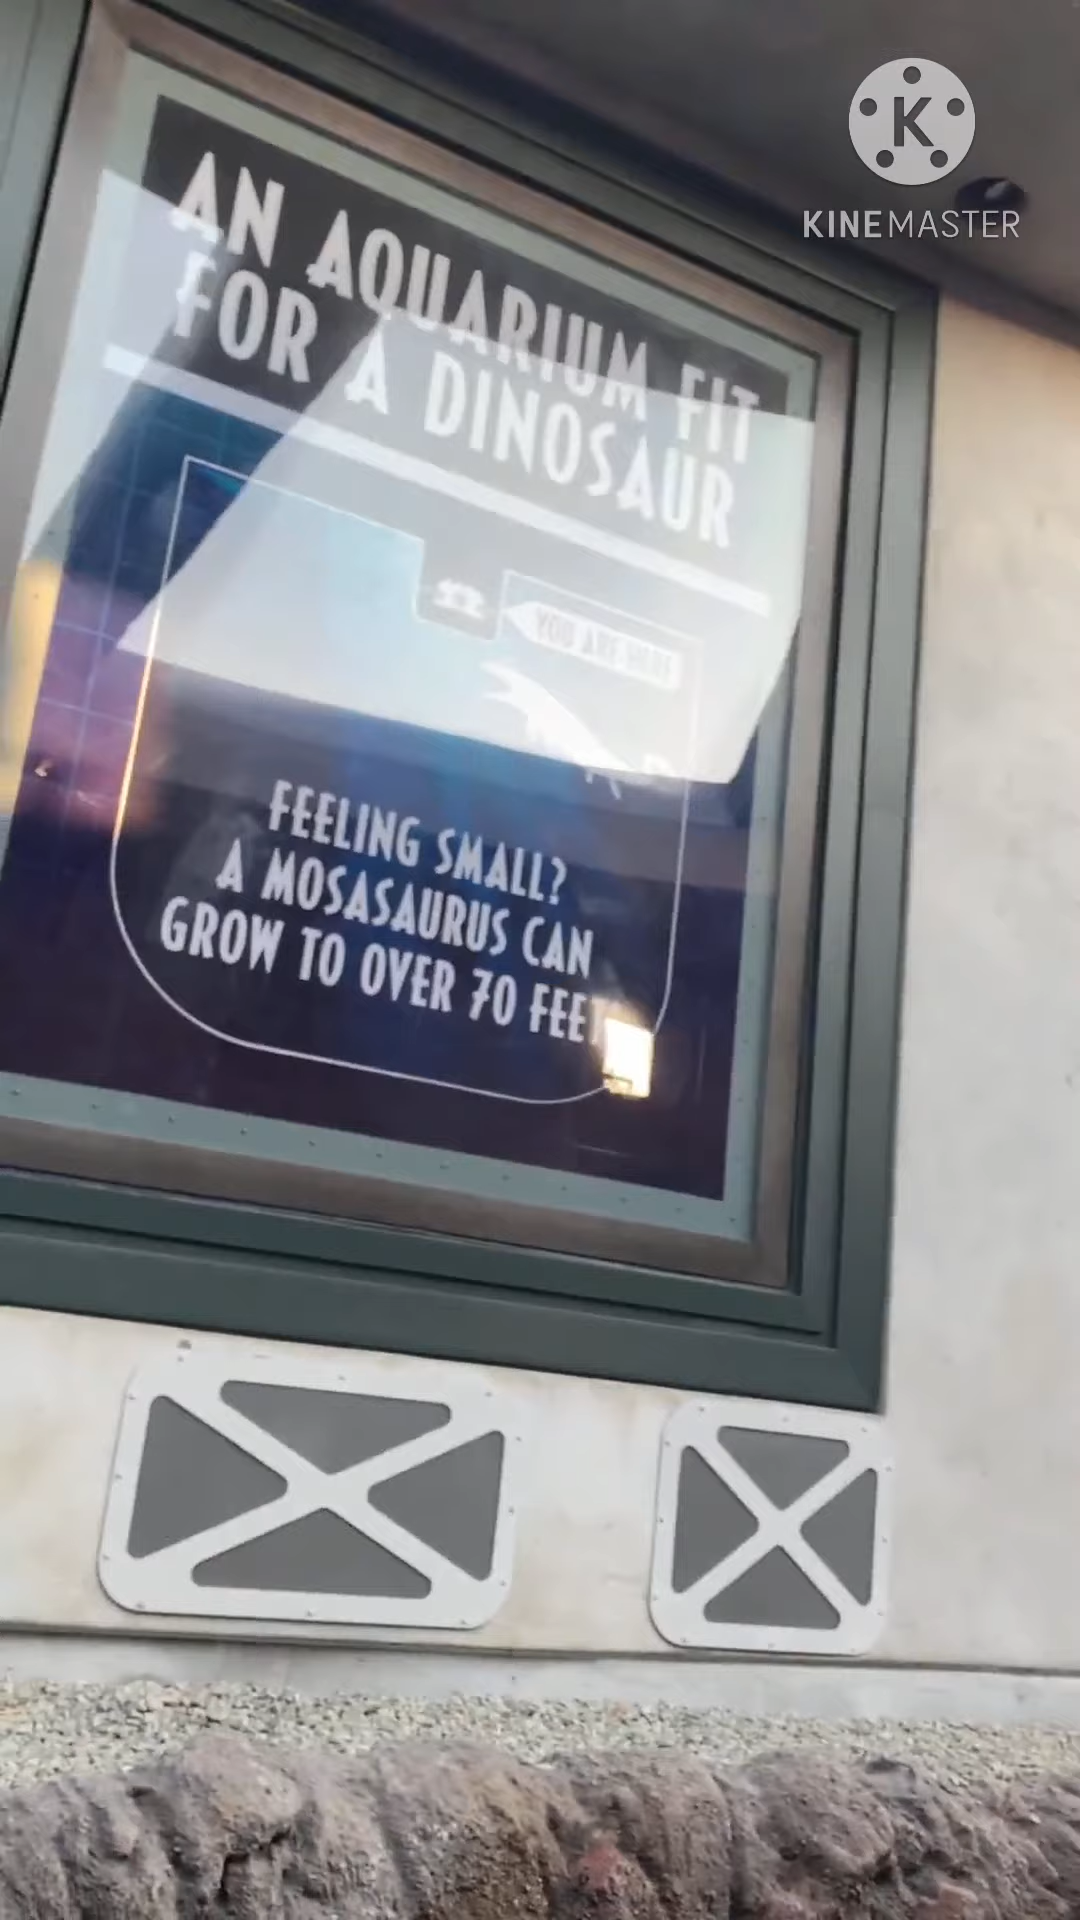 K
KINEMASTER
AN AQUARIUM FIT
FOR A DINOSAUR
YOU ARE HERE
FEELING SMALL?
A MOSASAURUS CAN
GROW TO OVER 70 FEET